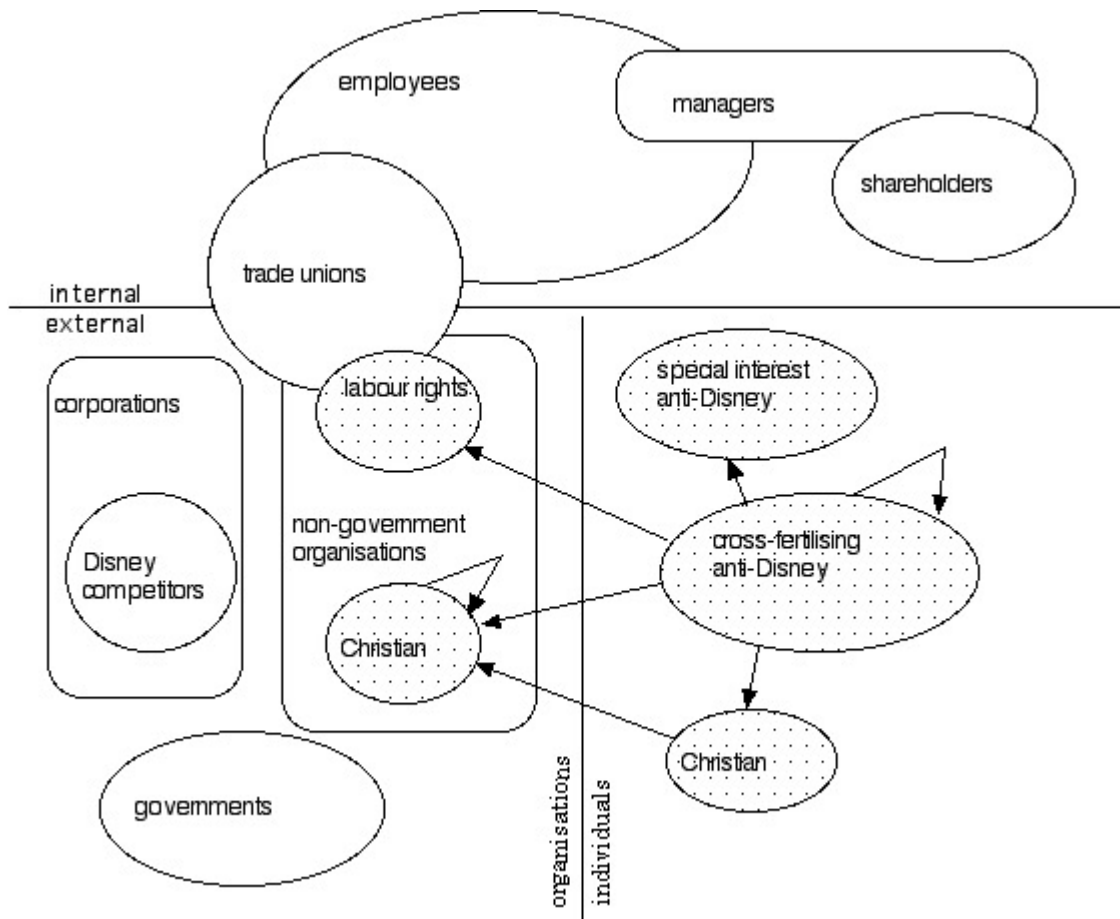 employees
managers
shareholders
trade unions
internal
external
corporations
labour rights
special interest
anti-Disney
non-government
organisations
cross-fertilising
anti-Disney
Disney
competitors
Christian
Christian
governments
organisations
individuals